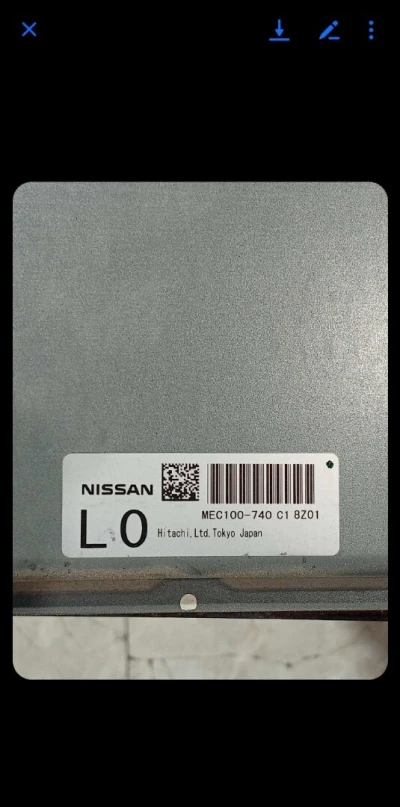 NISSAN
MEC100-740 C1 8Z01
L0 Hitachi,Ltd.Tokyo Japan